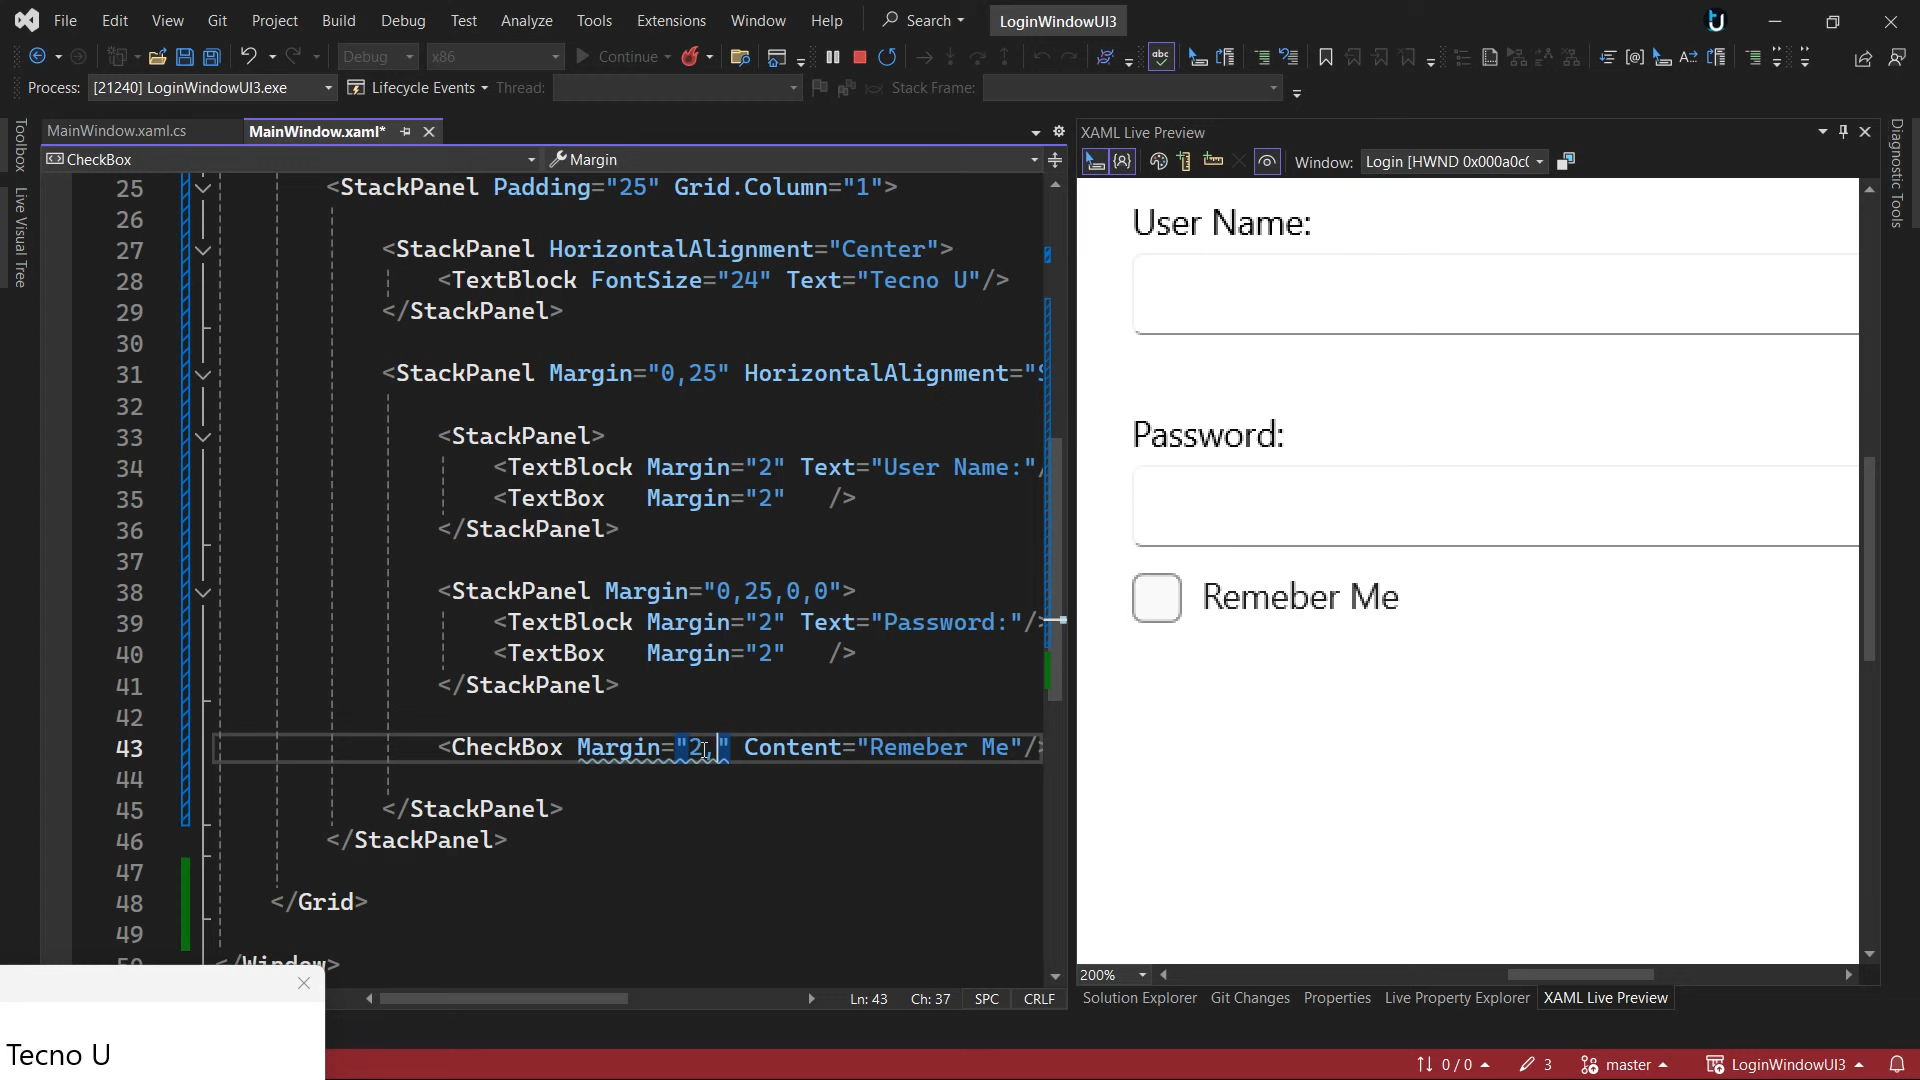 File Edit View Git Project Build Debug Test Analyze Tools Extensions Window Help Search LoginWindowUI3
Debug x86 Continue
Process: [21240] LoginWindowUI3.exe Lifecycle Events Thread: Stack Frame:
MainWindow.xaml.cs MainWindow.xaml*
CheckBox Margin
25 <StackPanel Padding="25" Grid.Column="1">
26
27 <StackPanel HorizontalAlignment="Center">
28 <TextBlock FontSize="24" Text="Tecno U"/>
29 </StackPanel>
30
31 <StackPanel Margin="0,25" HorizontalAlignment="S
32
33 <StackPanel>
34 <TextBlock Margin="2" Text="User Name:"/
35 <TextBox Margin="2" />
36 </StackPanel>
37
38 <StackPanel Margin="0,25,0,0">
39 <TextBlock Margin="2" Text="Password:"/>
40 <TextBox Margin="2" />
41 </StackPanel>
42
43 <CheckBox Margin="2," Content="Remeber Me"/>
44
45 </StackPanel>
46 </StackPanel>
47
48 </Grid>
49
50 </Window>
Ln: 43 Ch: 37 SPC CRLF
Toolbox
Live Visual Tree
XAML Live Preview
Window: Login [HWND 0x000a0c
User Name:
Password:
Remeber Me
200%
Solution Explorer Git Changes Properties Live Property Explorer XAML Live Preview
Diagnostic Tools
Tecno U
0 / 0 3 master LoginWindowUI3